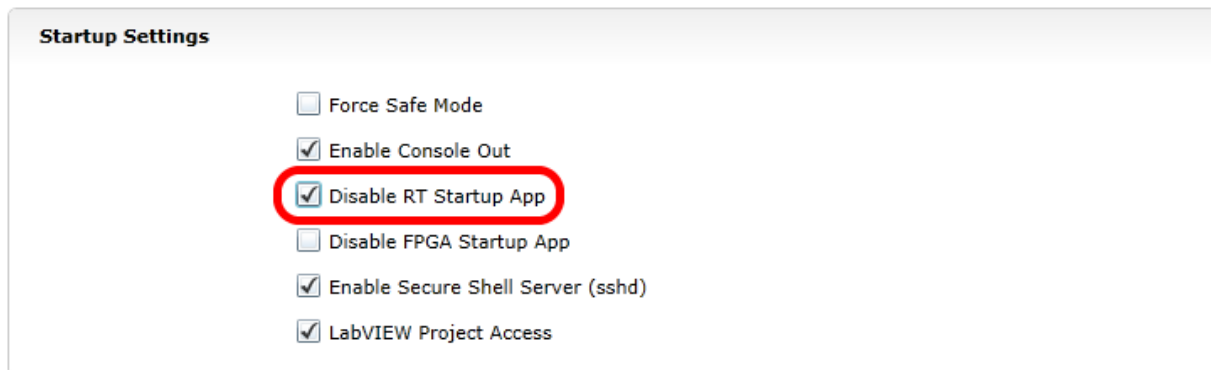 Startup Settings
Force Safe Mode
Enable Console Out
Disable RT Startup App
Disable FPGA Startup App
Enable Secure Shell Server (sshd)
LabVIEW Project Access